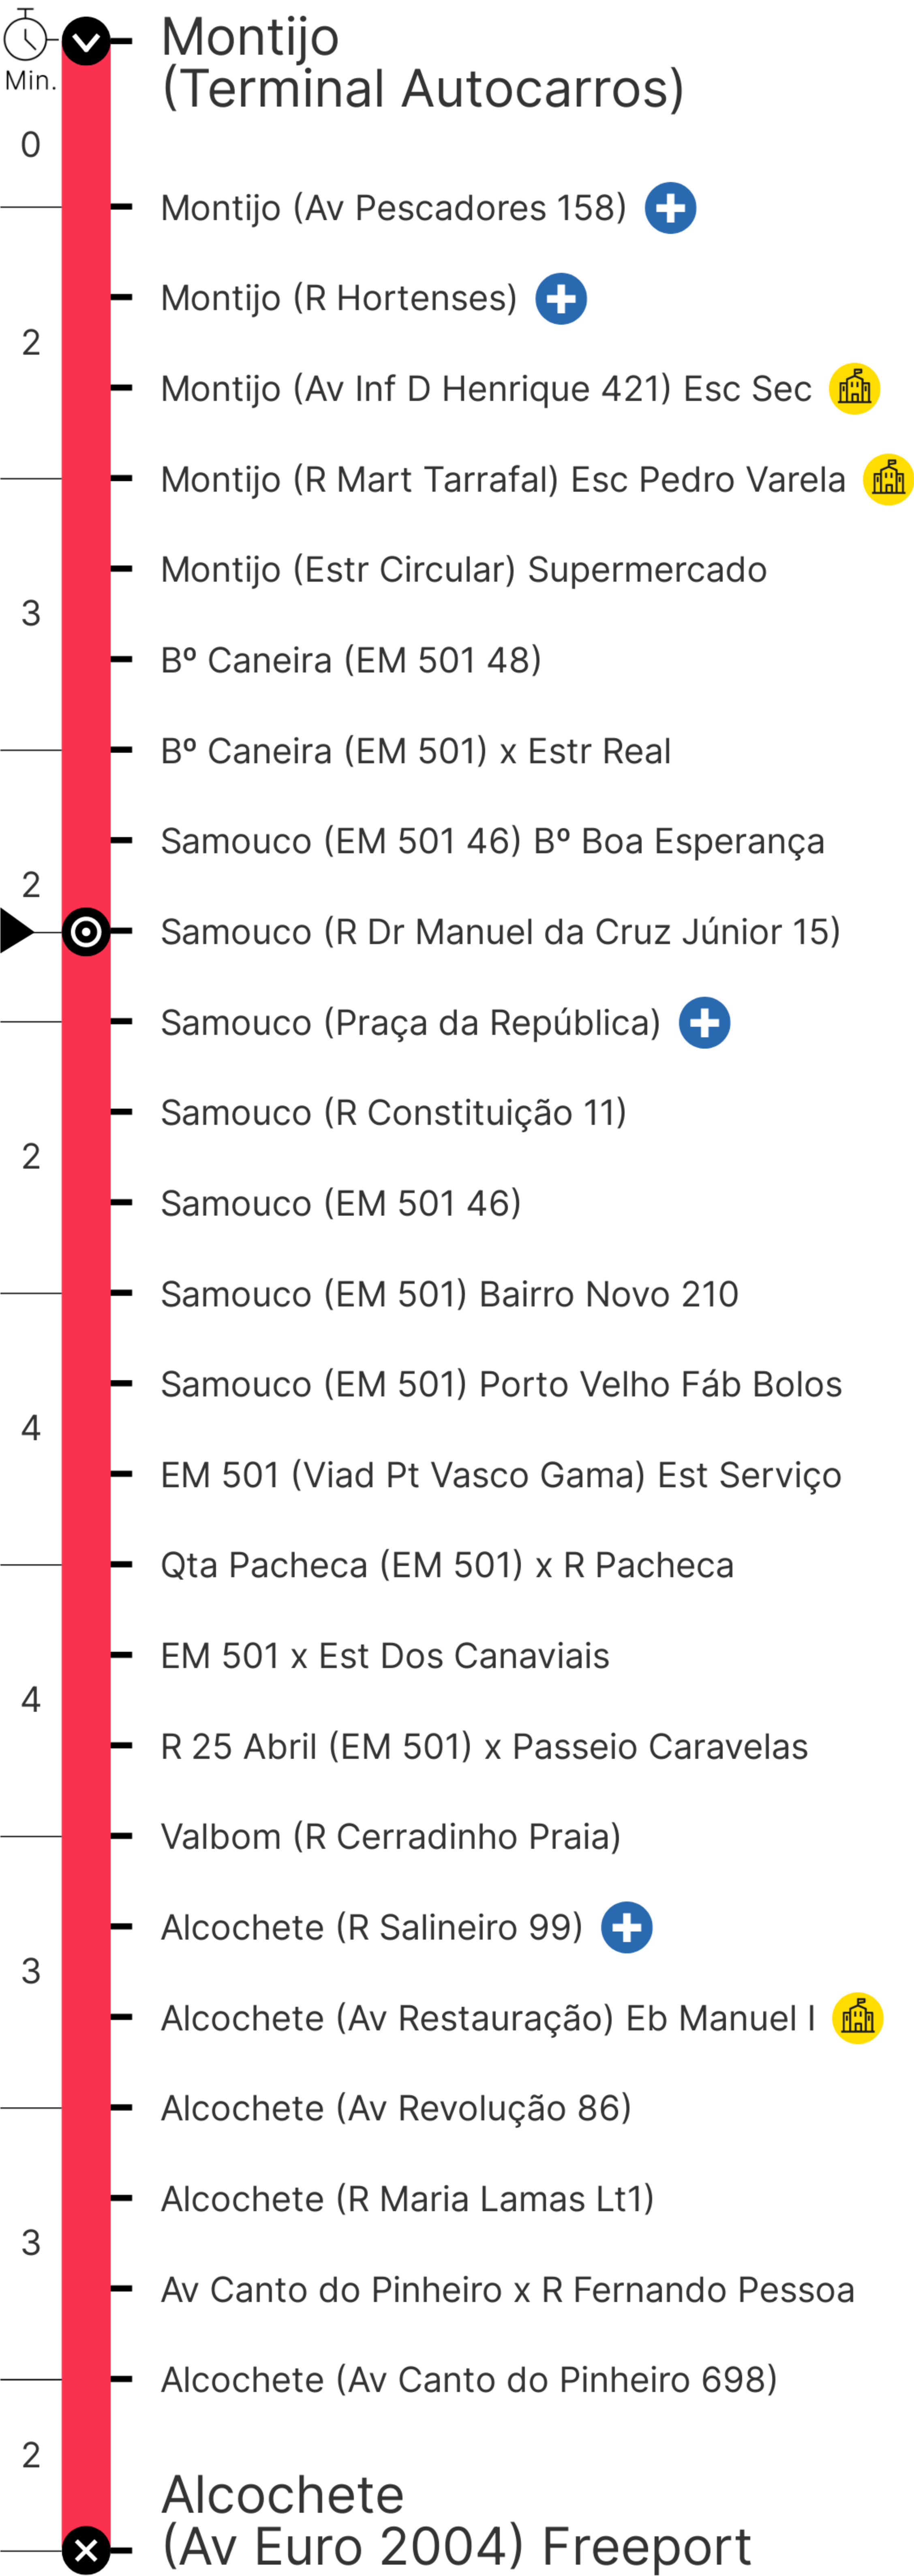 Min.
Montijo
(Terminal Autocarros)
0
Montijo (Av Pescadores 158)
Montijo (R Hortenses)
2
Montijo (Av Inf D Henrique 421) Esc Sec
Montijo (R Mart Tarrafal) Esc Pedro Varela
Montijo (Estr Circular) Supermercado
3
Bº Caneira (EM 501 48)
Bº Caneira (EM 501) x Estr Real
Samouco (EM 501 46) Bº Boa Esperança
2
Samouco (R Dr Manuel da Cruz Júnior 15)
Samouco (Praça da República)
Samouco (R Constituição 11)
2
Samouco (EM 501 46)
Samouco (EM 501) Bairro Novo 210
Samouco (EM 501) Porto Velho Fáb Bolos
4
EM 501 (Viad Pt Vasco Gama) Est Serviço
Qta Pacheca (EM 501) x R Pacheca
EM 501 x Est Dos Canaviais
4
R 25 Abril (EM 501) x Passeio Caravelas
Valbom (R Cerradinho Praia)
Alcochete (R Salineiro 99)
3
Alcochete (Av Restauração) Eb Manuel I
Alcochete (Av Revolução 86)
Alcochete (R Maria Lamas Lt1)
3
Av Canto do Pinheiro x R Fernando Pessoa
Alcochete (Av Canto do Pinheiro 698)
2
Alcochete
(Av Euro 2004) Freeport